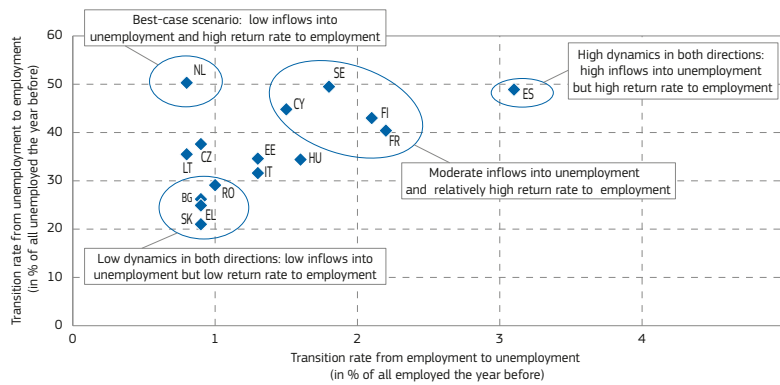 Best-case scenario: low inflows into
unemployment and high return rate to employment
High dynamics in both directions:
high inflows into unemployment
but high return rate to employment
Moderate inflows into unemployment
and relatively high return rate to employment
Low dynamics in both directions: low inflows into
unemployment but low return rate to employment
Transition rate from unemployment to employment
(in % of all unemployed the year before)
60
50
40
30
20
10
0
NL
SE
ES
CY
FI
FR
CZ
LT
EE
IT
HU
RO
BG
EL
SK
0
1
2
3
4
Transition rate from employment to unemployment
(in % of all employed the year before)